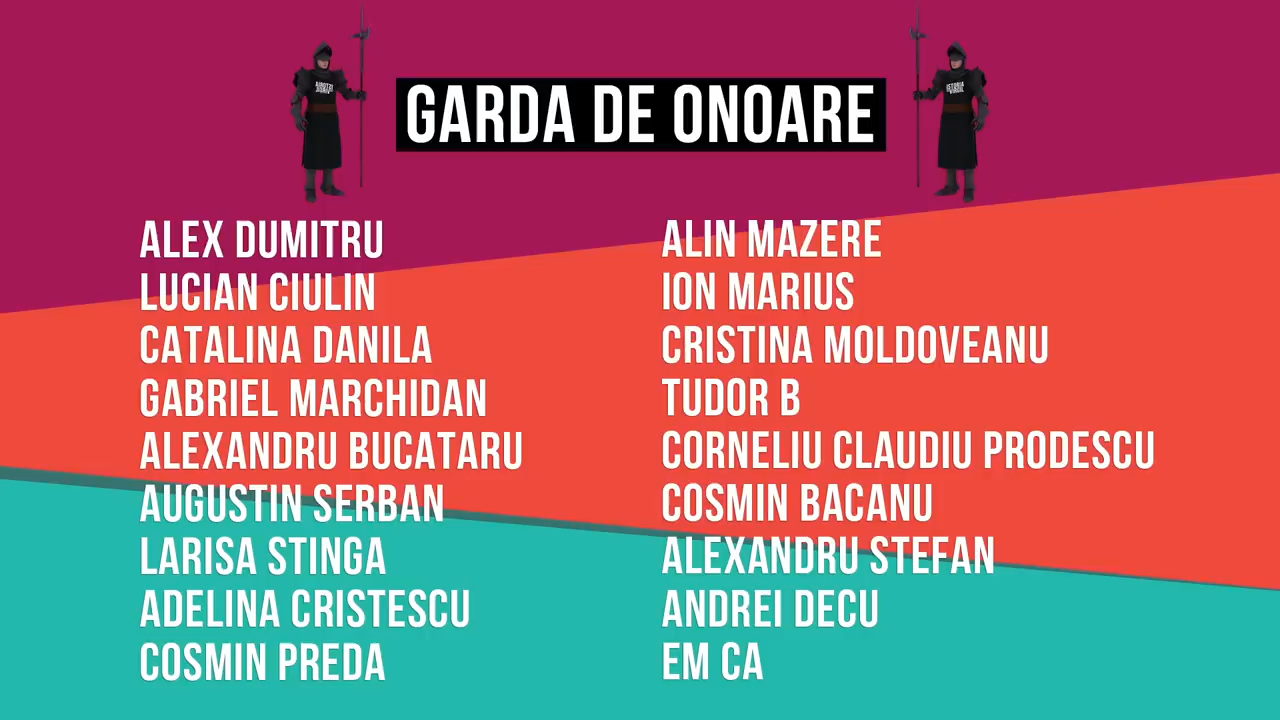 GARDA DE ONOARE
ALEX DUMITRU
LUCIAN CIULIN
CATALINA DANILA
GABRIEL MARCHIDAN
ALEXANDRU BUCATARU
AUGUSTIN SERBAN
LARISA STINGA
ADELINA CRISTESCU
COSMIN PREDA
ALIN MAZERE
ION MARIUS
CRISTINA MOLDOVEANU
TUDOR B
CORNELIU CLAUDIU PRODESCU
COSMIN BACANU
ALEXANDRU STEFAN
ANDREI DECU
EM CA